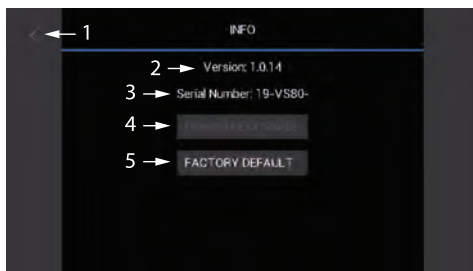 INFO
< 1
2 Version: 1.0.14
3 Serial Number: 19-VS80-
4
5 FACTORY DEFAULT